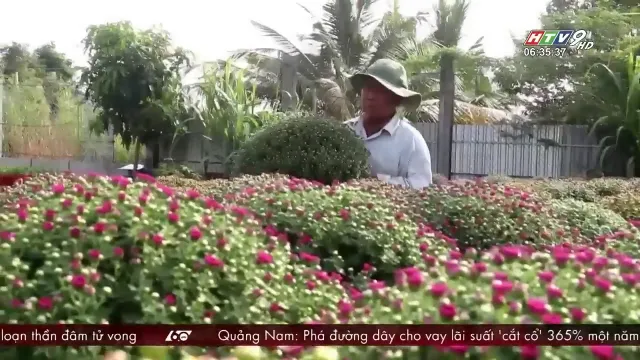 HTV9 HD
06:35:37
loạn thần đâm tử vong 60 Quảng Nam: Phá đường dây cho vay lãi suất 'cắt cổ' 365% một năm